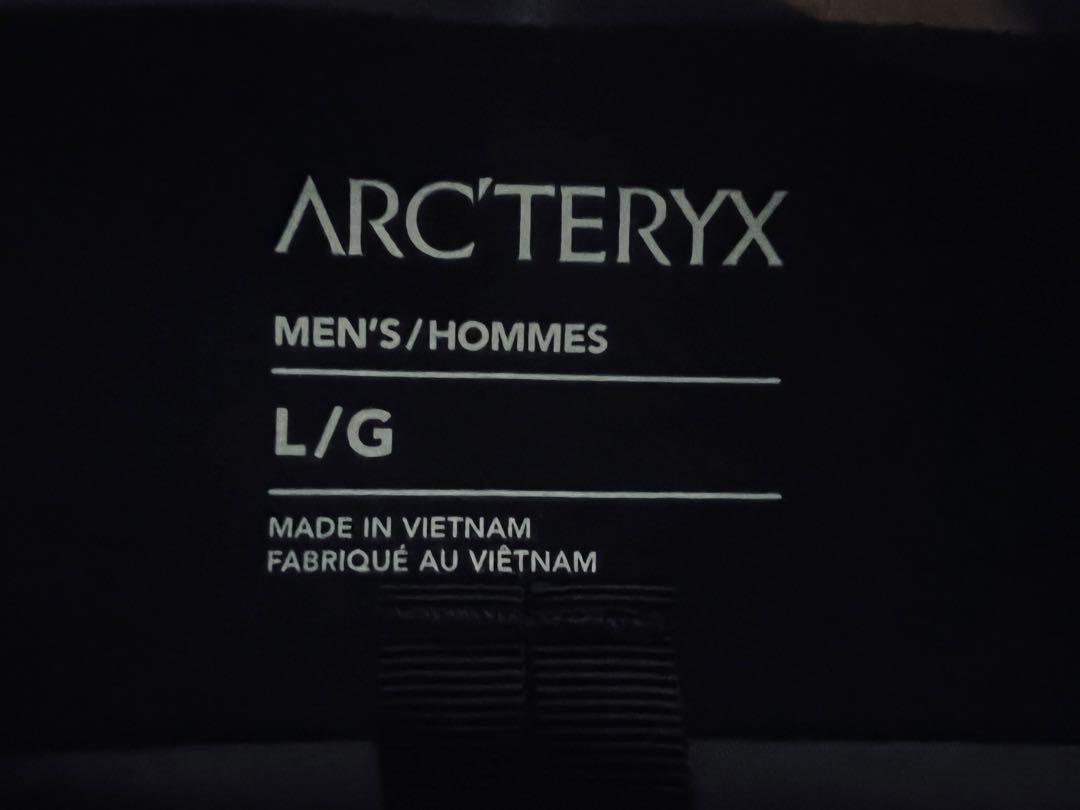 ARC'TERYX
MEN'S/HOMMES
L/G
MADE IN VIETNAM
FABRIQUÉ AU VIÊTNAM